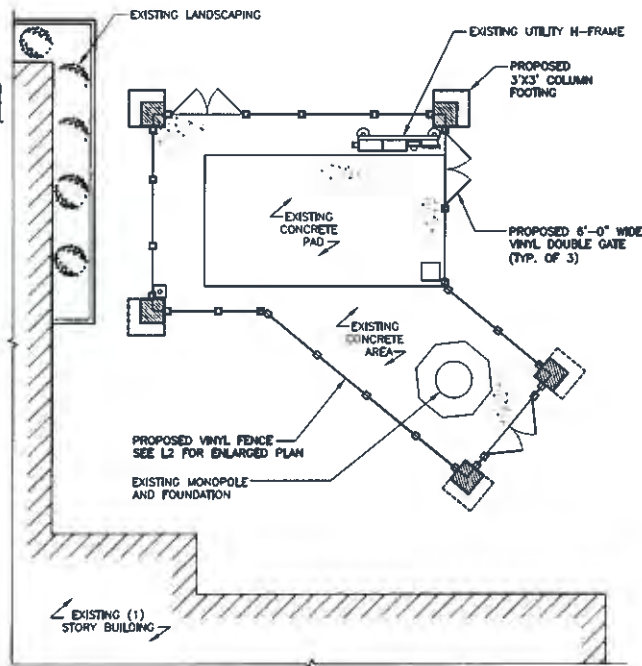 EXISTING LANDSCAPING
EXISTING UTILITY H-FRAME
PROPOSED
3'X3' COLUMN
FOOTING
EXISTING
CONCRETE
PAD
PROPOSED 6'-0" WIDE
VINYL DOUBLE GATE
(TYP. OF 3)
EXISTING
CONCRETE
AREA
PROPOSED VINYL FENCE
SEE L2 FOR ENLARGED PLAN
EXISTING MONOPOLE
AND FOUNDATION
EXISTING (1)
STORY BUILDING